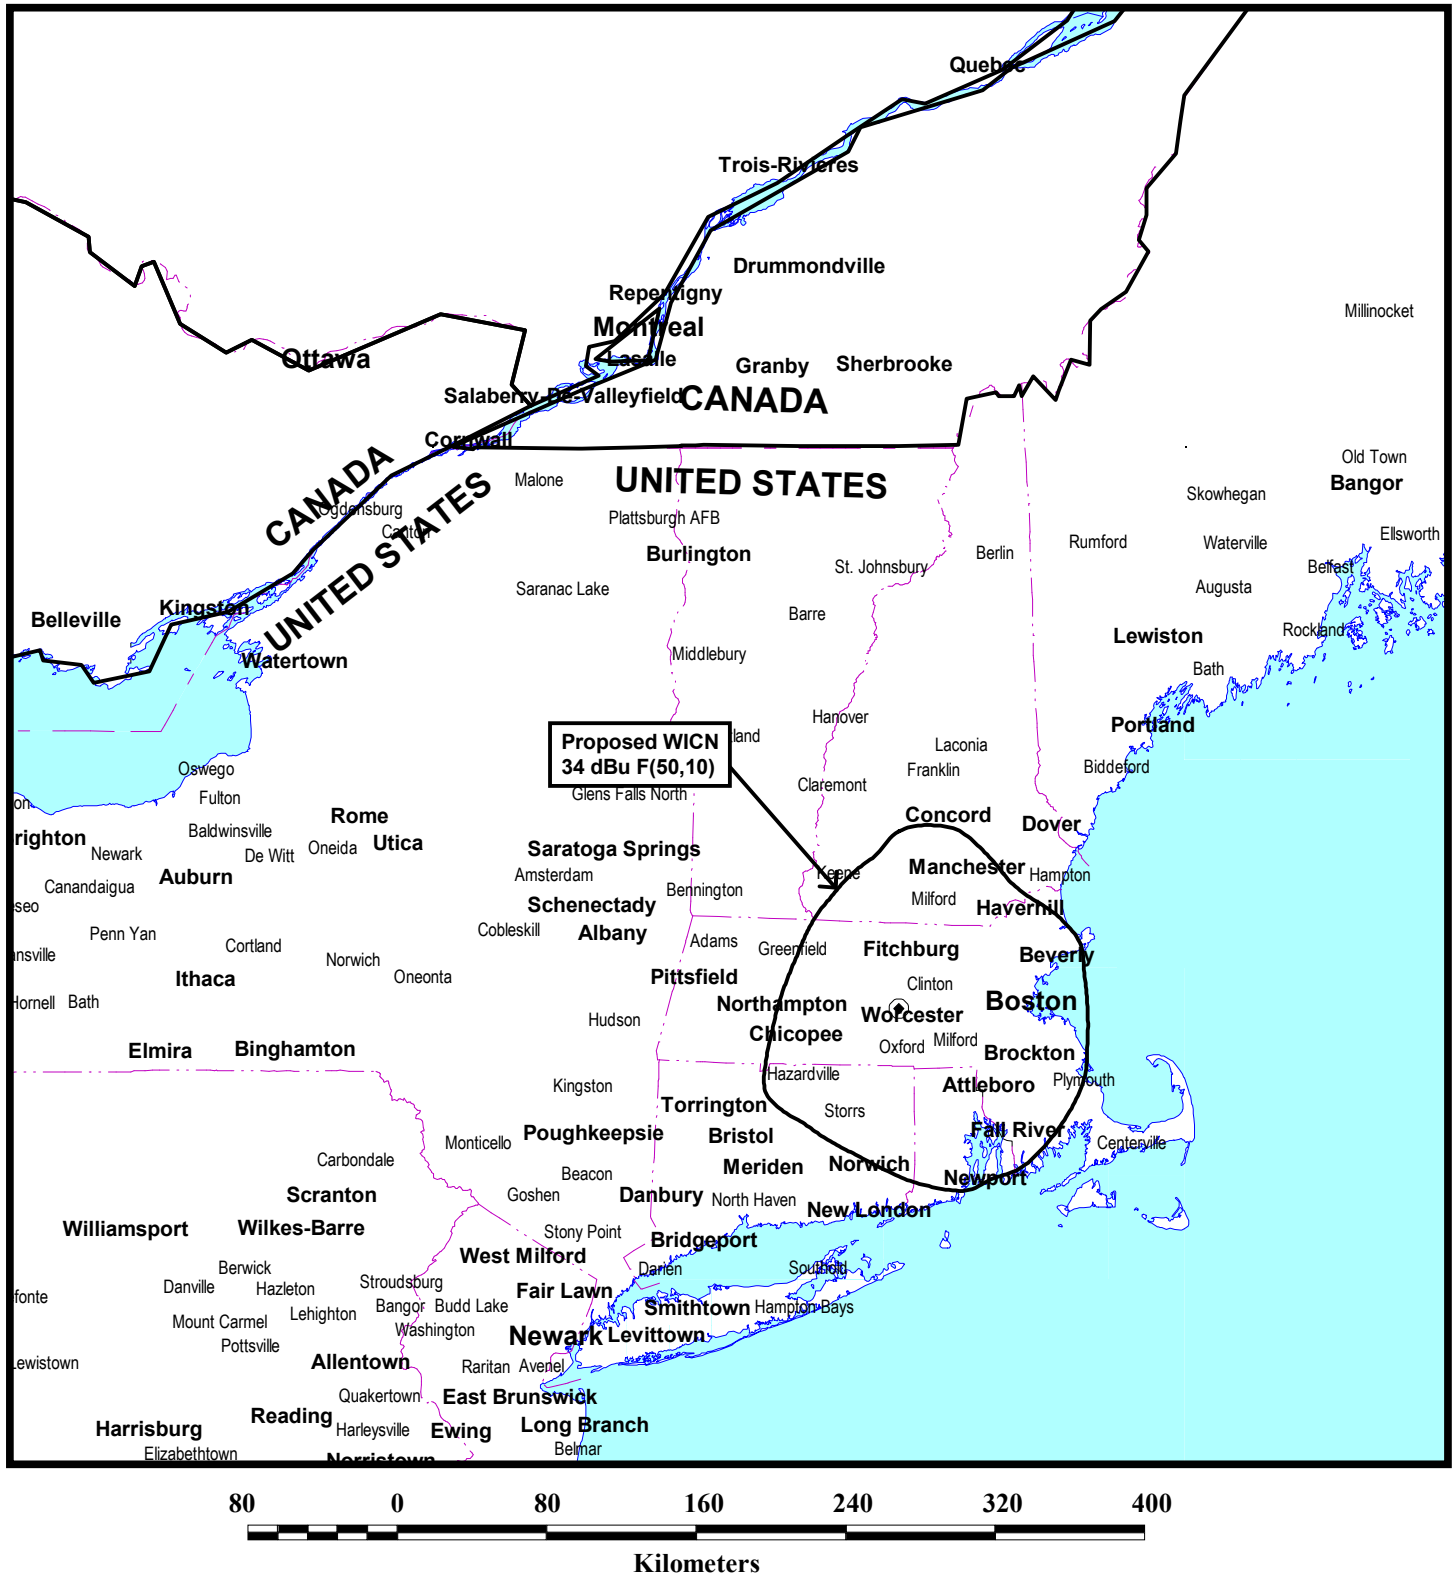 Quebec
Trois-Rivieres
Drummondville
Repentigny
Millinocket
Montreal
Ottawa
Lasalle
Granby
Sherbrooke
Salaberry-De-Valleyfield
CANADA
Cornwall
Old Town
CANADA
Malone
UNITED STATES
Bangor
Skowhegan
Ogdensburg
Plattsburgh AFB
Canton
UNITED STATES
Ellsworth
Rumford
Waterville
Burlington
Berlin
St. Johnsbury
Belfast
Saranac Lake
Augusta
Kingston
Barre
Belleville
Rockland
Lewiston
Middlebury
Watertown
Bath
Hanover
Portland
Proposed WICN
34 dBu F(50,10)
land
Laconia
Oswego
Franklin
Biddeford
Claremont
Glens Falls North
Fulton
on
Rome
Concord
Dover
Baldwinsville
righton
Utica
Oneida
Saratoga Springs
Newark
De Witt
Manchester
Keene
Auburn
Amsterdam
Hampton
Canandaigua
Bennington
Milford
seo
Schenectady
Haverhill
Cobleskill
Albany
Penn Yan
Adams
Cortland
Greenfield
Fitchburg
Beverly
ansville
Norwich
Ithaca
Oneonta
Pittsfield
Clinton
Hornell
Bath
Northampton
Boston
Worcester
Hudson
Chicopee
Milford
Oxford
Elmira
Binghamton
Brockton
Hazardville
Plymouth
Kingston
Attleboro
Torrington
Storrs
Poughkeepsie
Bristol
Fall River
Monticello
Centerville
Carbondale
Meriden
Norwich
Beacon
Newport
Scranton
Goshen
Danbury
North Haven
New London
Williamsport
Wilkes-Barre
Stony Point
Bridgeport
West Milford
Berwick
Darien
Southold
Danville
Hazleton
Stroudsburg
Fair Lawn
fonte
Bangor
Budd Lake
Smithtown
Hampton Bays
Mount Carmel
Lehighton
Washington
Newark
Levittown
Pottsville
Lewistown
Allentown
Raritan
Avenel
Quakertown
East Brunswick
Reading
Harrisburg
Harleysville
Ewing
Long Branch
Elizabethtown
Norristown
Belmar
80 0 80 160 240 320 400
Kilometers